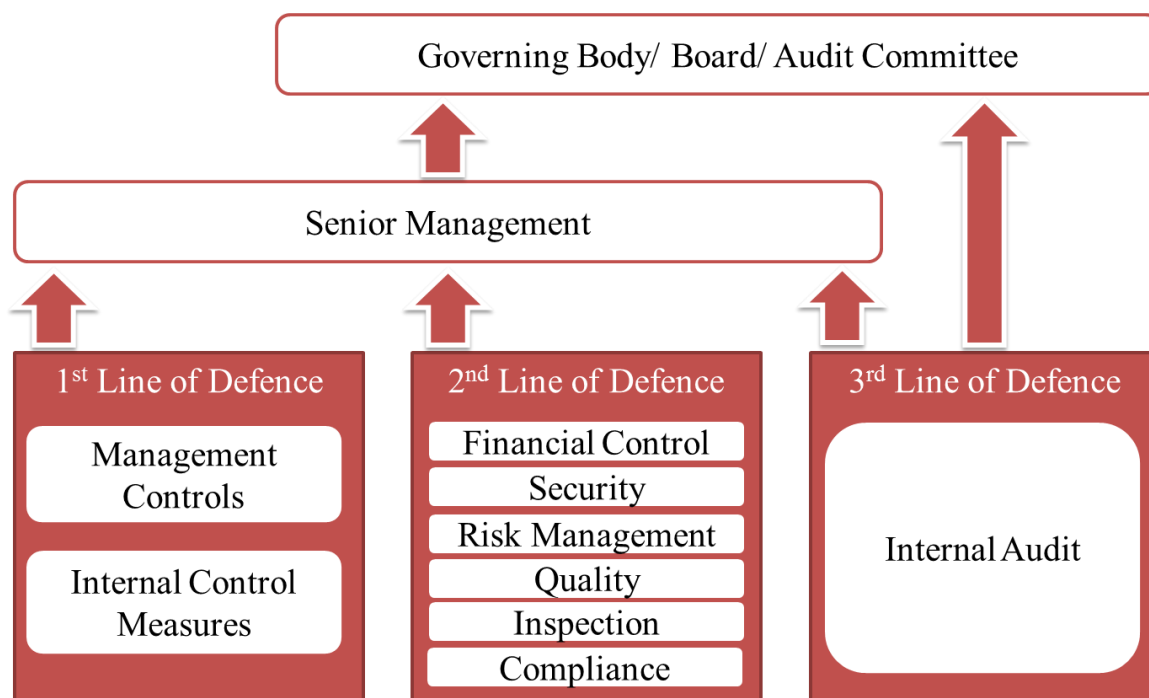 Governing Body/ Board/ Audit Committee
Senior Management
1st Line of Defence
Management
Controls
Internal Control
Measures
2nd Line of Defence
Financial Control
Security
Risk Management
Quality
Inspection
Compliance
3rd Line of Defence
Internal Audit